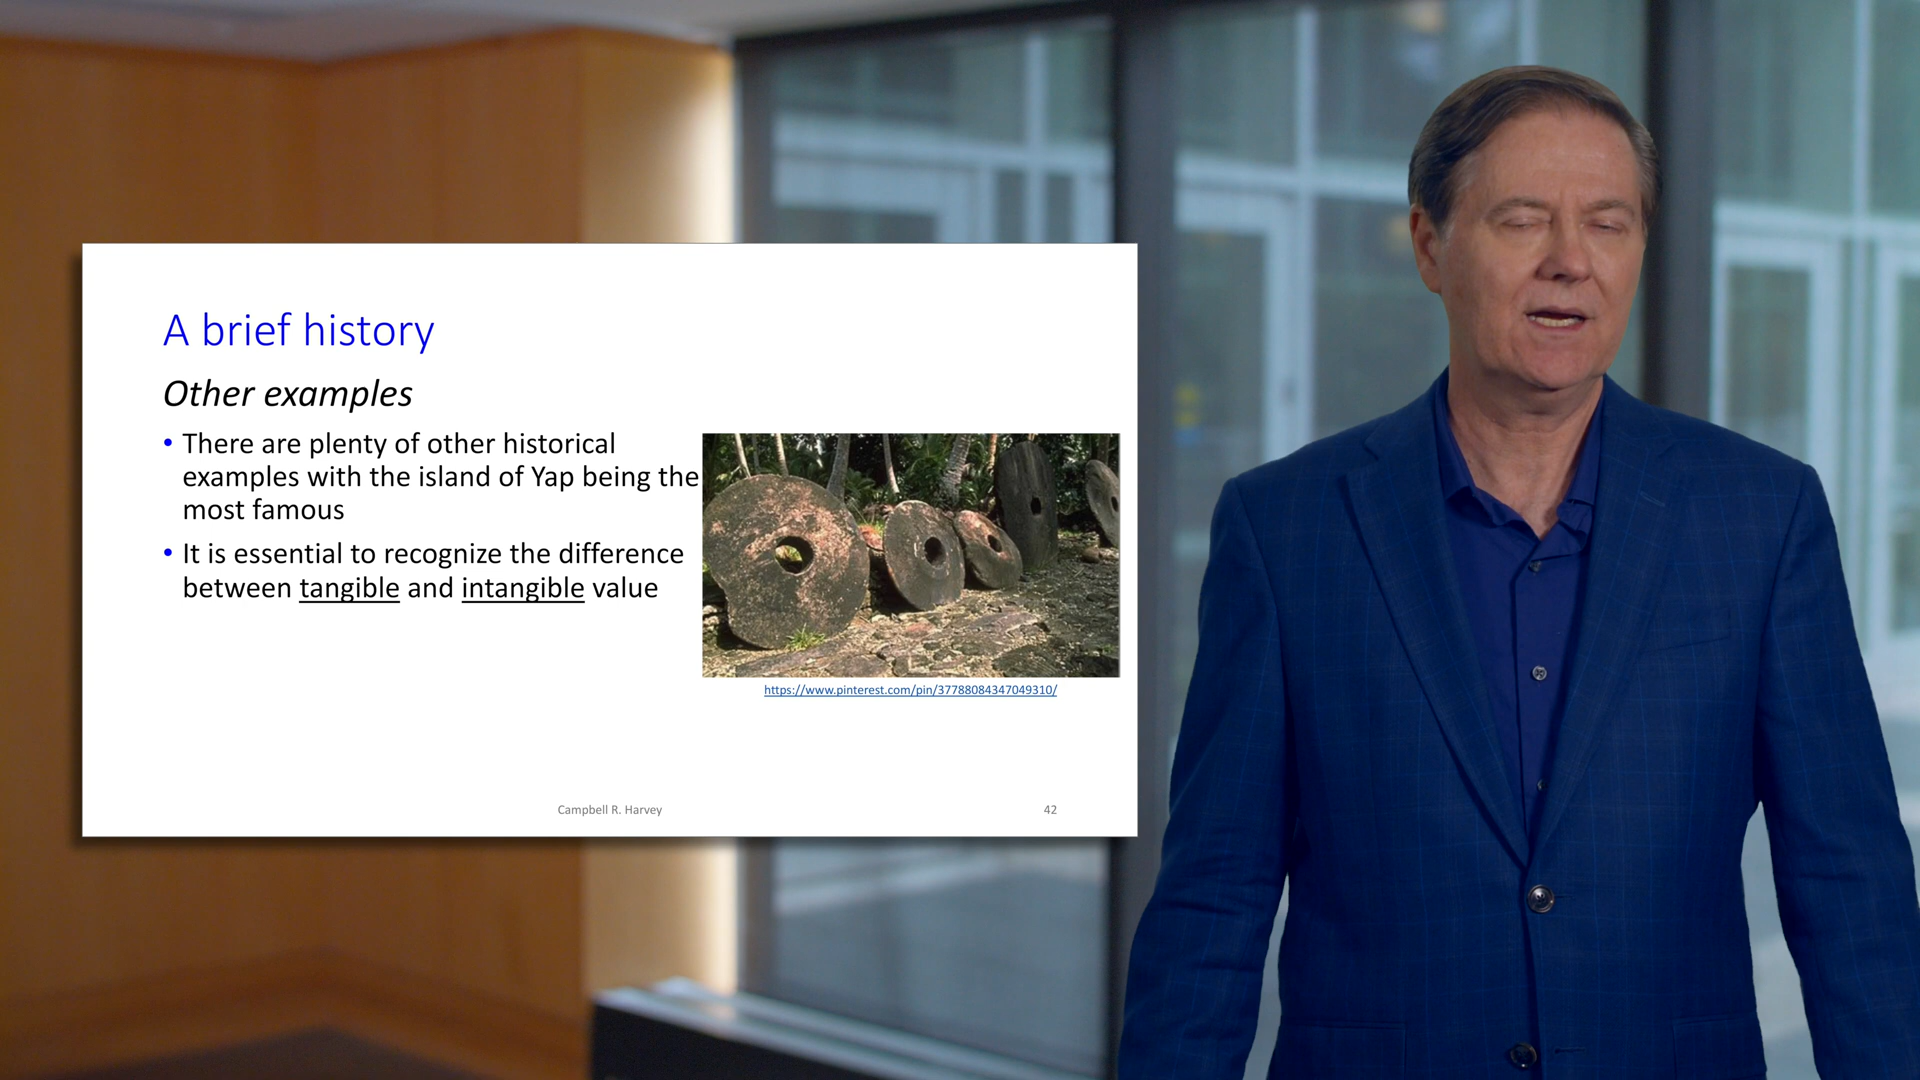 A brief history
Other examples
• There are plenty of other historical
examples with the island of Yap being the
most famous
• It is essential to recognize the difference
between tangible and intangible value
https://www.pinterest.com/pin/37788084347049310/
Campbell R. Harvey
42